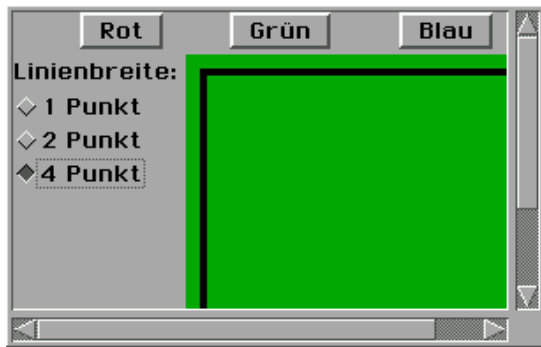 Rot Grün Blau
Linienbreite:
1 Punkt
2 Punkt
4 Punkt